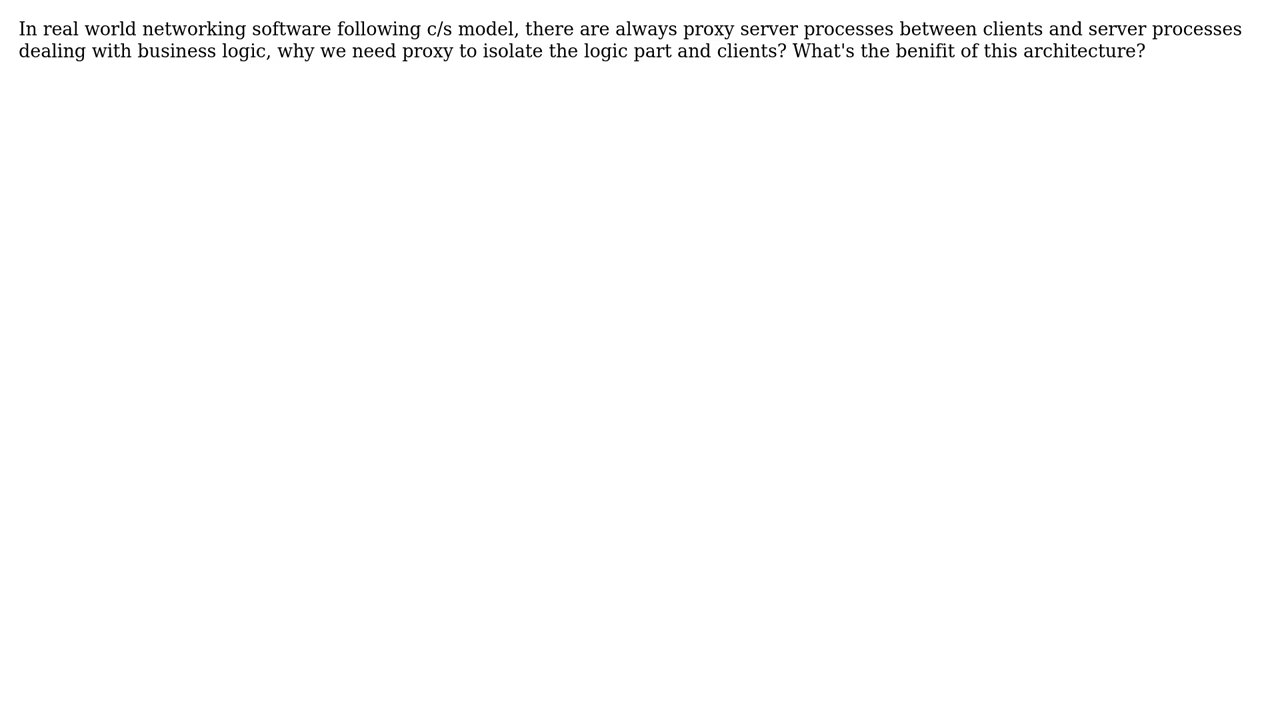 In real world networking software following c/s model, there are always proxy server processes between clients and server processes
dealing with business logic, why we need proxy to isolate the logic part and clients? What's the benifit of this architecture?